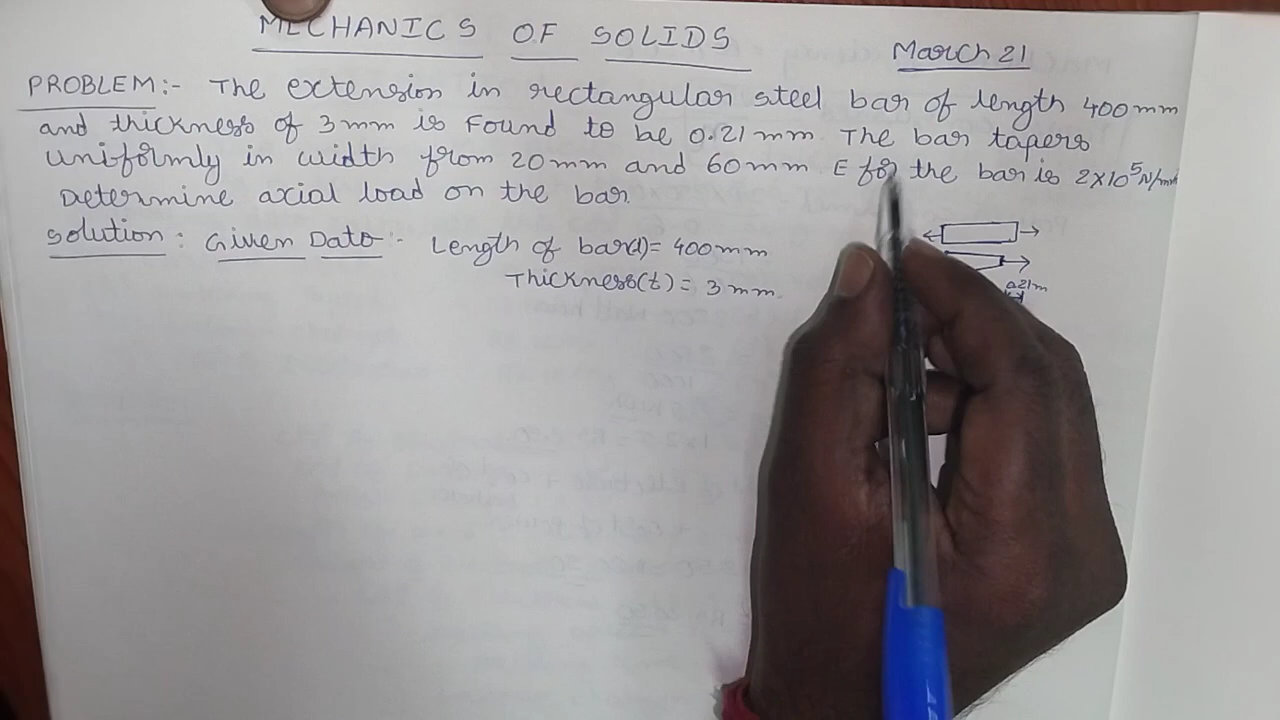 MECHANICS OF SOLIDS
March 21
PROBLEM:- The extension in rectangular steel bar of length 400mm
and thickness of 3mm is Found to be 0.21mm. The bar tapers
uniformly in width from 20mm and 60mm E for the bar is 2×10⁵N/mm
Determine axial load on the bar.
Solution: Given Data:- Length of bar(l)= 400mm
Thickness(t) = 3mm.
0.21m